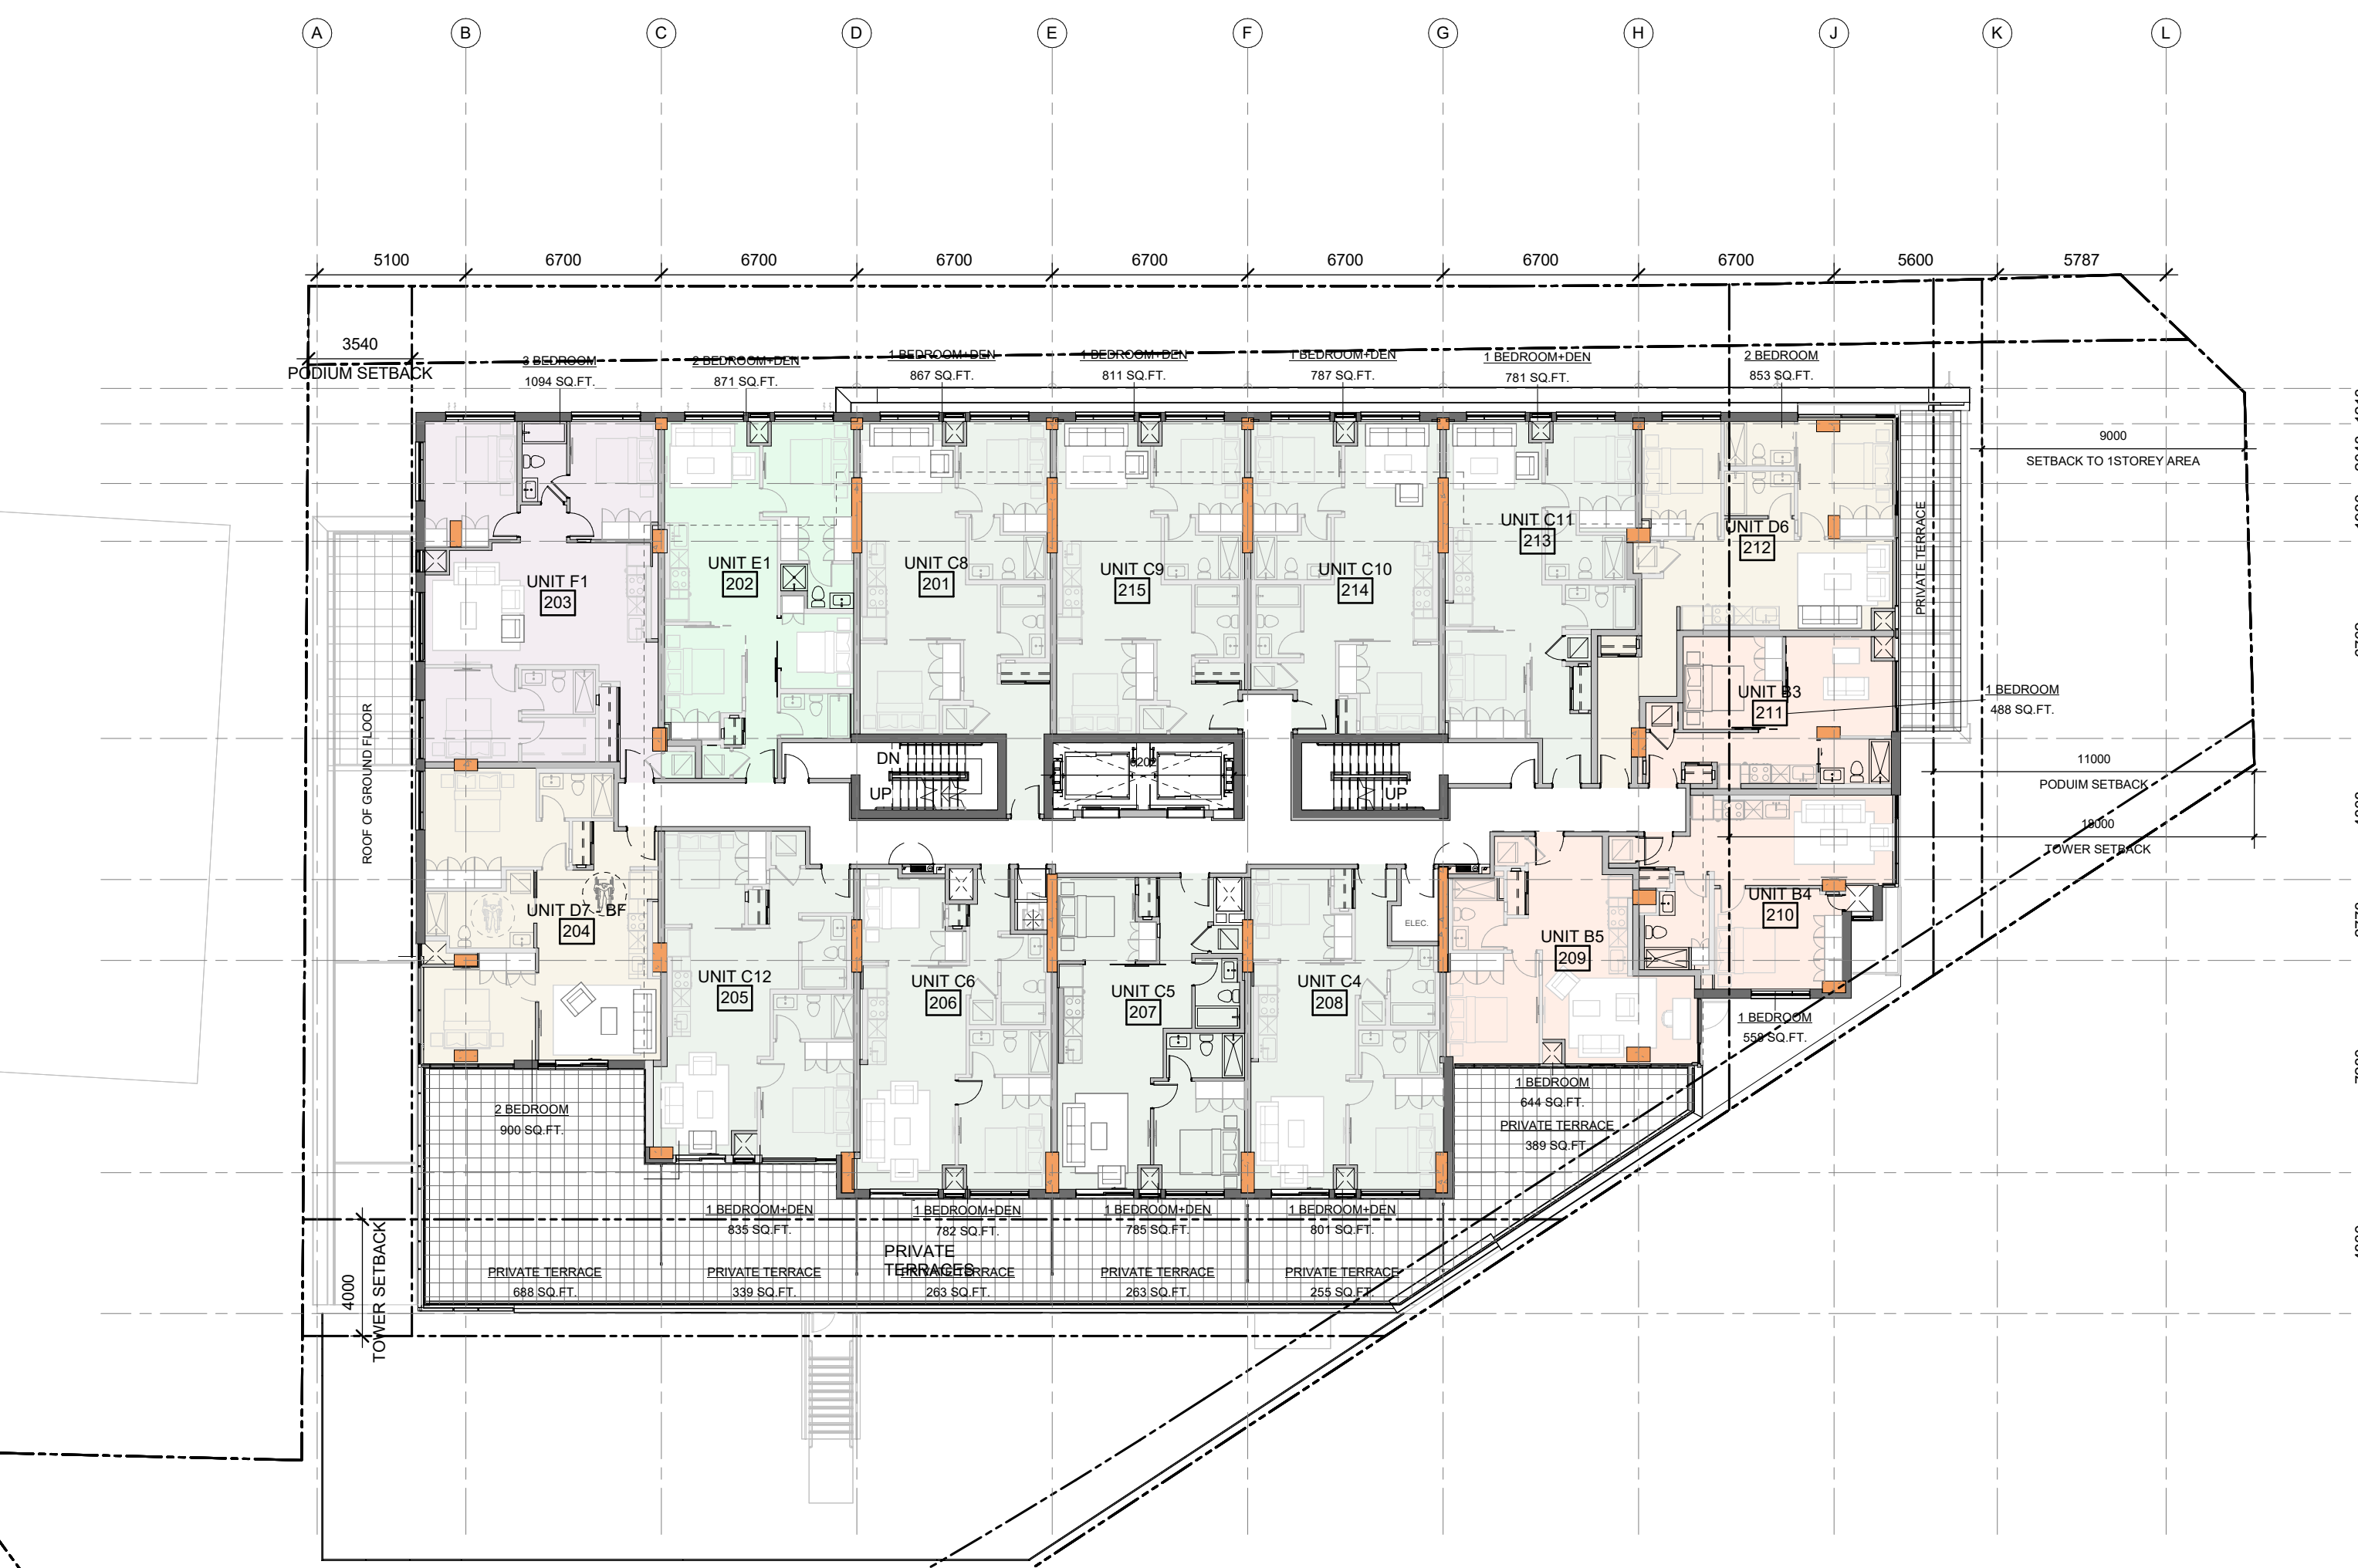 A B C D E F G H J K L
5100 6700 6700 6700 6700 6700 6700 6700 5600 5787
3540
PODIUM SETBACK
3 BEDROOM
1094 SQ.FT.
2 BEDROOM+DEN
871 SQ.FT.
1 BEDROOM+DEN
867 SQ.FT.
1 BEDROOM+DEN
811 SQ.FT.
1 BEDROOM+DEN
787 SQ.FT.
1 BEDROOM+DEN
781 SQ.FT.
2 BEDROOM
853 SQ.FT.
9000
SETBACK TO 1STOREY AREA
PRIVATE TERRACE
UNIT F1
203
UNIT E1
202
UNIT C8
201
UNIT C9
215
UNIT C10
214
UNIT C11
213
UNIT D6
212
UNIT B3
211
1 BEDROOM
488 SQ.FT.
ROOF OF GROUND FLOOR
DN
UP
UP
11000
PODUIM SETBACK
18000
TOWER SETBACK
UNIT D7 - BF
204
UNIT C12
205
UNIT C6
206
UNIT C5
207
UNIT C4
208
ELEC.
UNIT B5
209
UNIT B4
210
1 BEDROOM
558 SQ.FT.
2 BEDROOM
900 SQ.FT.
1 BEDROOM
644 SQ.FT.
PRIVATE TERRACE
389 SQ.FT.
1 BEDROOM+DEN
835 SQ.FT.
1 BEDROOM+DEN
782 SQ.FT.
1 BEDROOM+DEN
785 SQ.FT.
1 BEDROOM+DEN
801 SQ.FT.
PRIVATE
TERRACES
PRIVATE TERRACE
688 SQ.FT.
PRIVATE TERRACE
339 SQ.FT.
PRIVATE TERRACE
263 SQ.FT.
PRIVATE TERRACE
263 SQ.FT.
PRIVATE TERRACE
255 SQ.FT.
4000
TOWER SETBACK